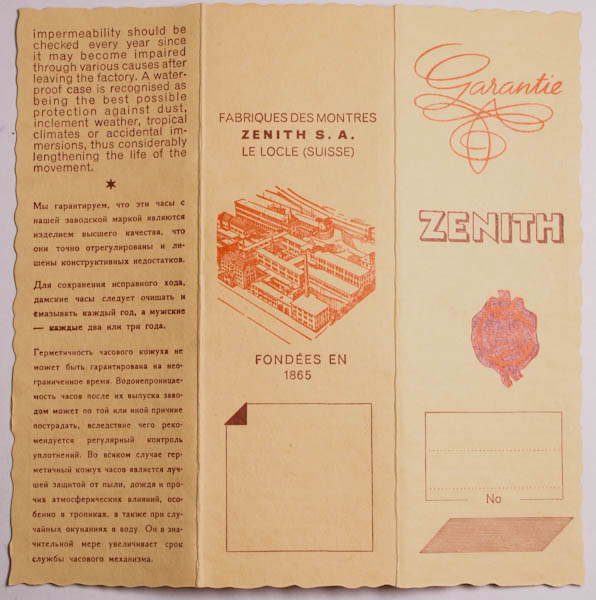 impermeability should be
checked every year since
it may become impaired
through various causes after
leaving the factory. A water-
proof case is recognised as
being the best possible
protection against dust,
inclement weather, tropical
climates or accidental im-
mersions, thus considerably
lengthening the life of the
movement.
Мы гарантируем, что эти часы с
нашей заводской маркой являются
изделием высшего качества, что
они точно отрегулированы и ли-
шены конструктивных недостатков.
Для сохранения исправного хода,
дамские часы следует очищать и
смазывать каждый год, а мужские
— каждые два или три года.
Герметичность часового кожуха не
может быть гарантирована на нео-
граниченное время. Водонепроницае-
мость часов после их выпуска заво-
дом может по той или иной причине
пострадать, вследствие чего реко-
мендуется регулярный контроль
уплотнений. Во всяком случае гер-
метичный кожух часов является луч-
шей защитой от пыли, дождя и про-
чих атмосферических влияний, осо-
бенно в тропиках, а также при слу-
чайных окунаниях в воду. Он в зна-
чительной мере увеличивает срок
службы часового механизма.
FABRIQUES DES MONTRES
ZENITH S. A.
LE LOCLE (SUISSE)
FONDÉES EN
1865
Garantie
ZENITH
No